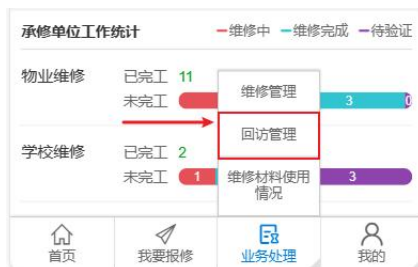 承修单位工作统计 维修中 维修完成 待验证
物业维修 已完工 11
未完工 3 0
学校维修 已完工 2
未完工 1 3
维修管理
回访管理
维修材料使用
情况
首页 我要报修 业务处理 我的